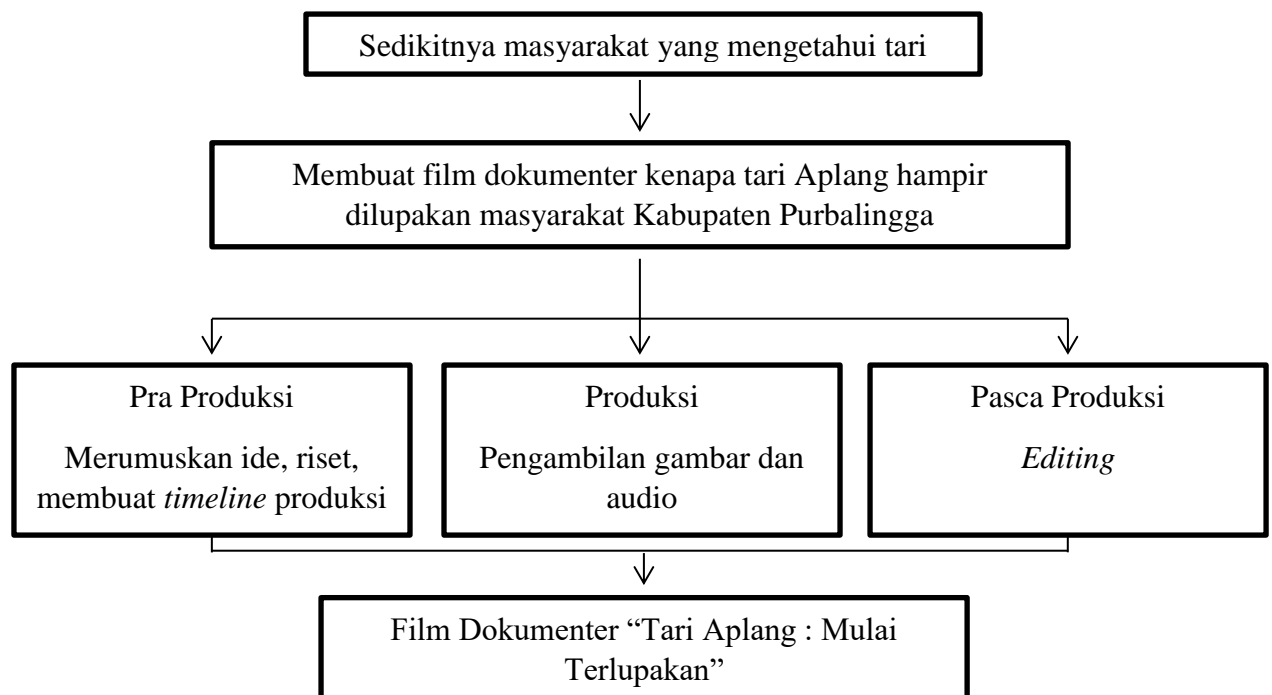 Sedikitnya masyarakat yang mengetahui tari
Membuat film dokumenter kenapa tari Aplang hampir
dilupakan masyarakat Kabupaten Purbalingga
Pra Produksi
Merumuskan ide, riset,
membuat timeline produksi
Produksi
Pengambilan gambar dan
audio
Pasca Produksi
Editing
Film Dokumenter “Tari Aplang : Mulai
Terlupakan”